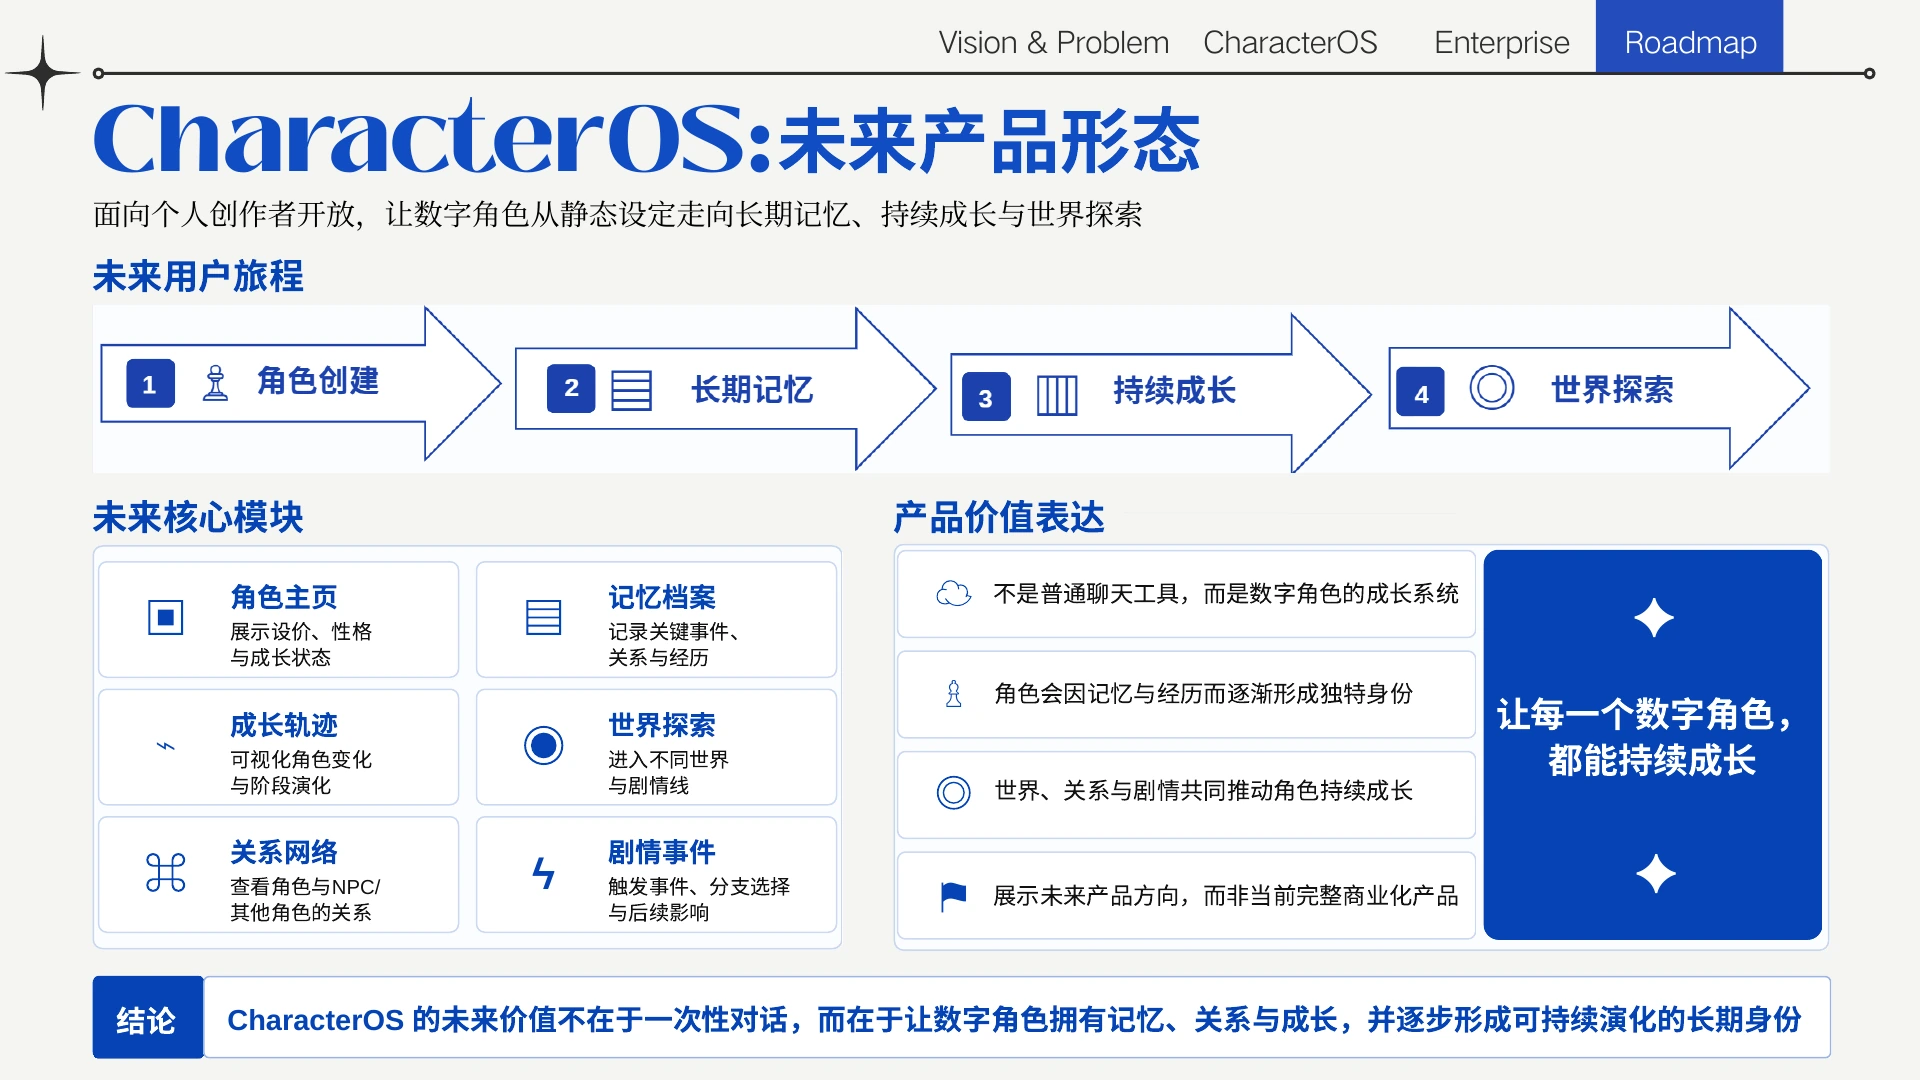 Vision & Problem CharacterOS Enterprise Roadmap
CharacterOS:未来产品形态
面向个人创作者开放，让数字角色从静态设定走向长期记忆、持续成长与世界探索
未来用户旅程
1 角色创建
2 长期记忆
3 持续成长
4 世界探索
未来核心模块
角色主页
展示设价、性格
与成长状态
记忆档案
记录关键事件、
关系与经历
成长轨迹
可视化角色变化
与阶段演化
世界探索
进入不同世界
与剧情线
关系网络
查看角色与NPC/
其他角色的关系
剧情事件
触发事件、分支选择
与后续影响
产品价值表达
不是普通聊天工具，而是数字角色的成长系统
角色会因记忆与经历而逐渐形成独特身份
世界、关系与剧情共同推动角色持续成长
展示未来产品方向，而非当前完整商业化产品
让每一个数字角色，
都能持续成长
结论
CharacterOS 的未来价值不在于一次性对话，而在于让数字角色拥有记忆、关系与成长，并逐步形成可持续演化的长期身份